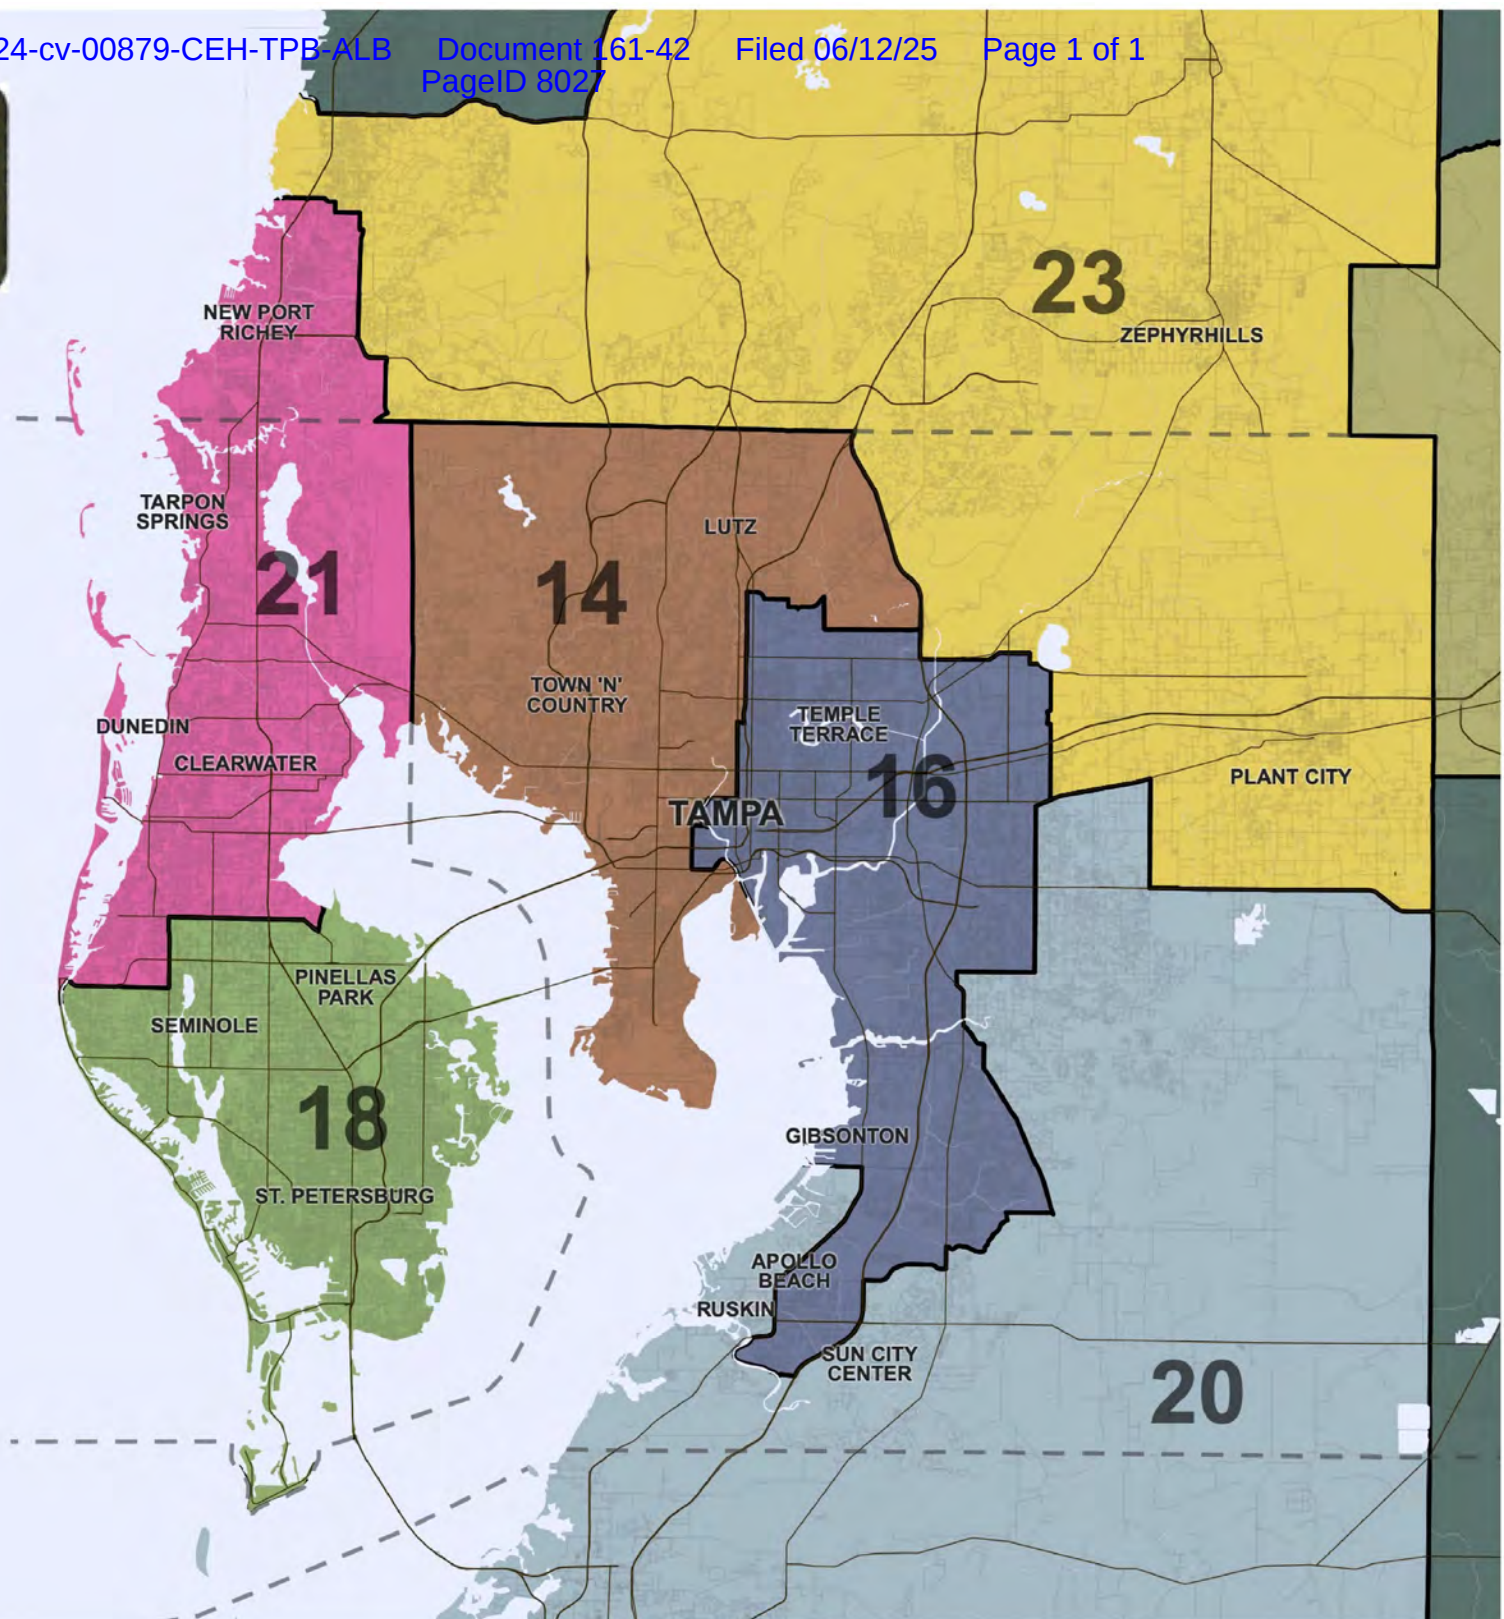 24-cv-00879-CEH-TPB-ALB Document 161-42 Filed 06/12/25 Page 1 of 1
PageID 8027
23
NEW PORT
RICHEY
ZEPHYRHILLS
TARPON
SPRINGS
LUTZ
21
14
TOWN 'N'
COUNTRY
DUNEDIN
TEMPLE
TERRACE
CLEARWATER
16
PLANT CITY
TAMPA
PINELLAS
PARK
SEMINOLE
18
GIBSONTON
ST. PETERSBURG
APOLLO
BEACH
RUSKIN
SUN CITY
CENTER
20